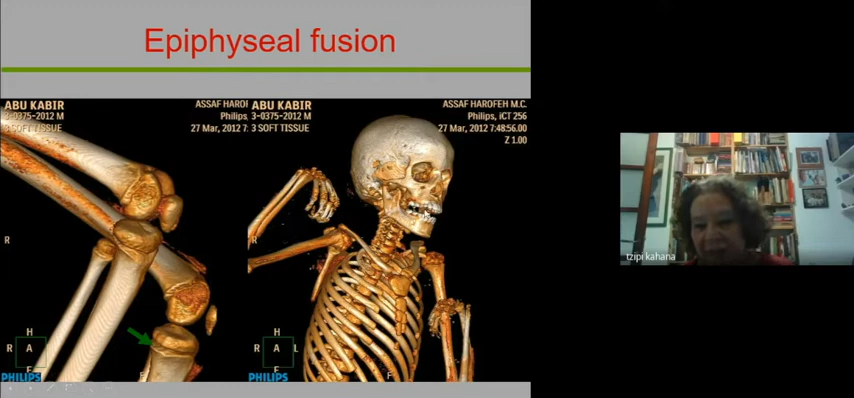 Epiphyseal fusion
ABU KABIR
3-0375-2012 M
3 SOFT TISSUE
ASSAF HAROF
Philips,
27 Mar, 2012 7:
R
H
R A
PHILIPS
ABU KABIR
3-0375-2012 M
3 SOFT TISSUE
ASSAF HAROFEH M.C.
Philips, iCT 256
27 Mar, 2012 7:48:56.00
Z 1.00
R
H
R A L
F
PHILIPS
F
tzipi kahana